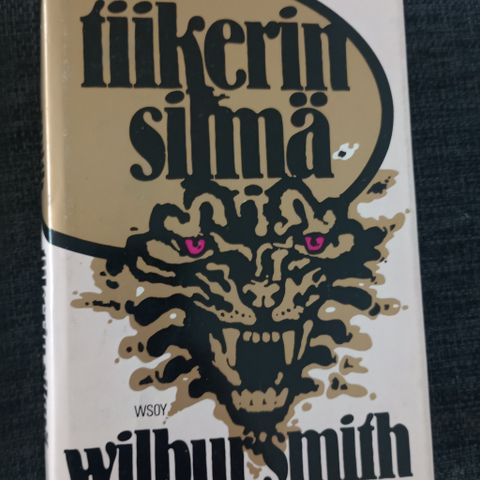 tiikerin
silmä
WSOY
wilbur smith